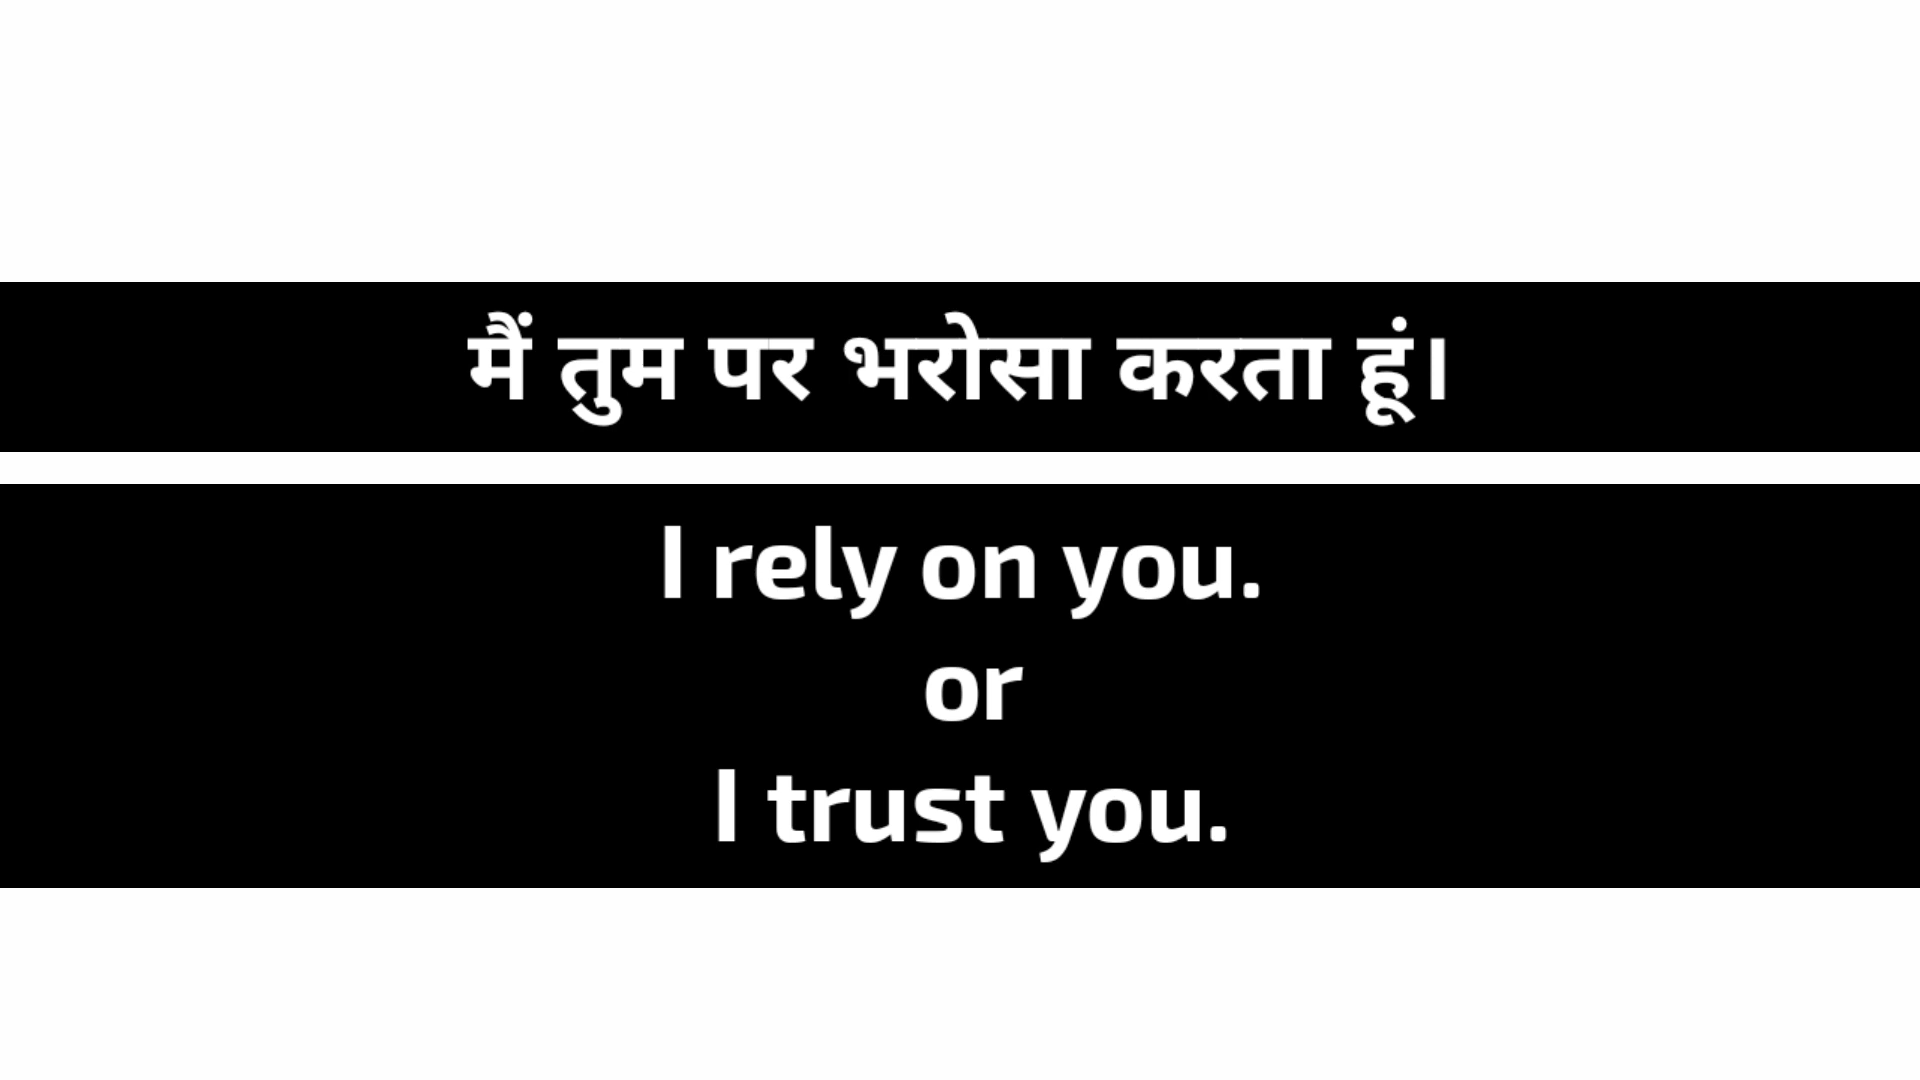 मैं तुम पर भरोसा करता हूं।
I rely on you.
or
I trust you.